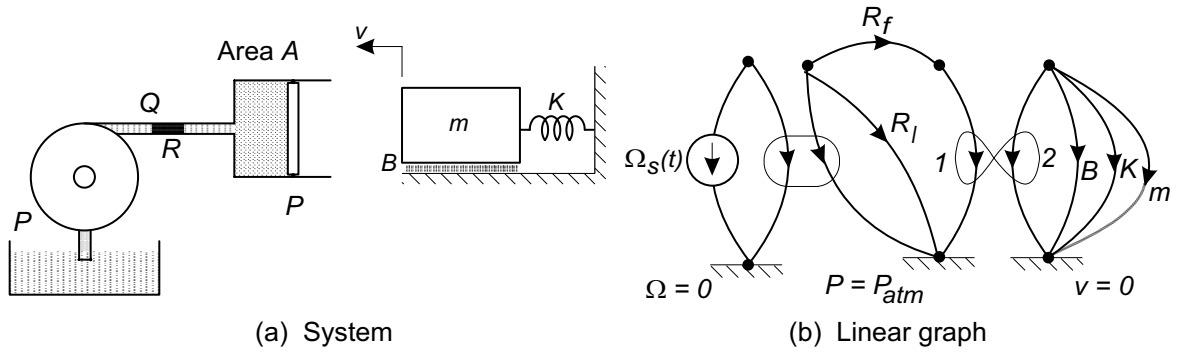 Area A
v
Q
R
P
P
m
K
B
(a) System
R_f
R_l
Ω_s(t)
1
2
B
K
m
Ω = 0
P = P_atm
v = 0
(b) Linear graph